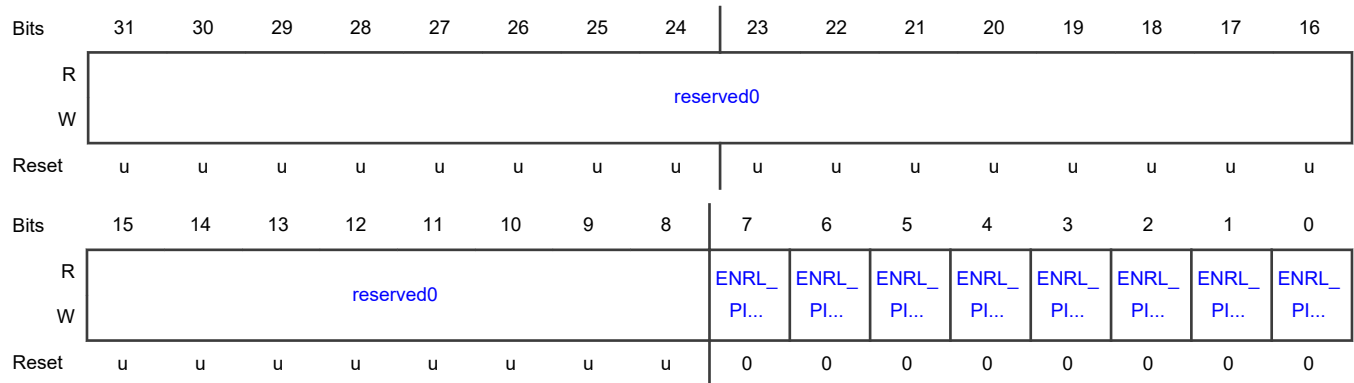 Bits 31 30 29 28 27 26 25 24 23 22 21 20 19 18 17 16
R
reserved0
W
Reset u u u u u u u u u u u u u u u u
Bits 15 14 13 12 11 10 9 8 7 6 5 4 3 2 1 0
R ENRL_ ENRL_ ENRL_ ENRL_ ENRL_ ENRL_ ENRL_ ENRL_
reserved0
W PI... PI... PI... PI... PI... PI... PI... PI...
Reset u u u u u u u u 0 0 0 0 0 0 0 0